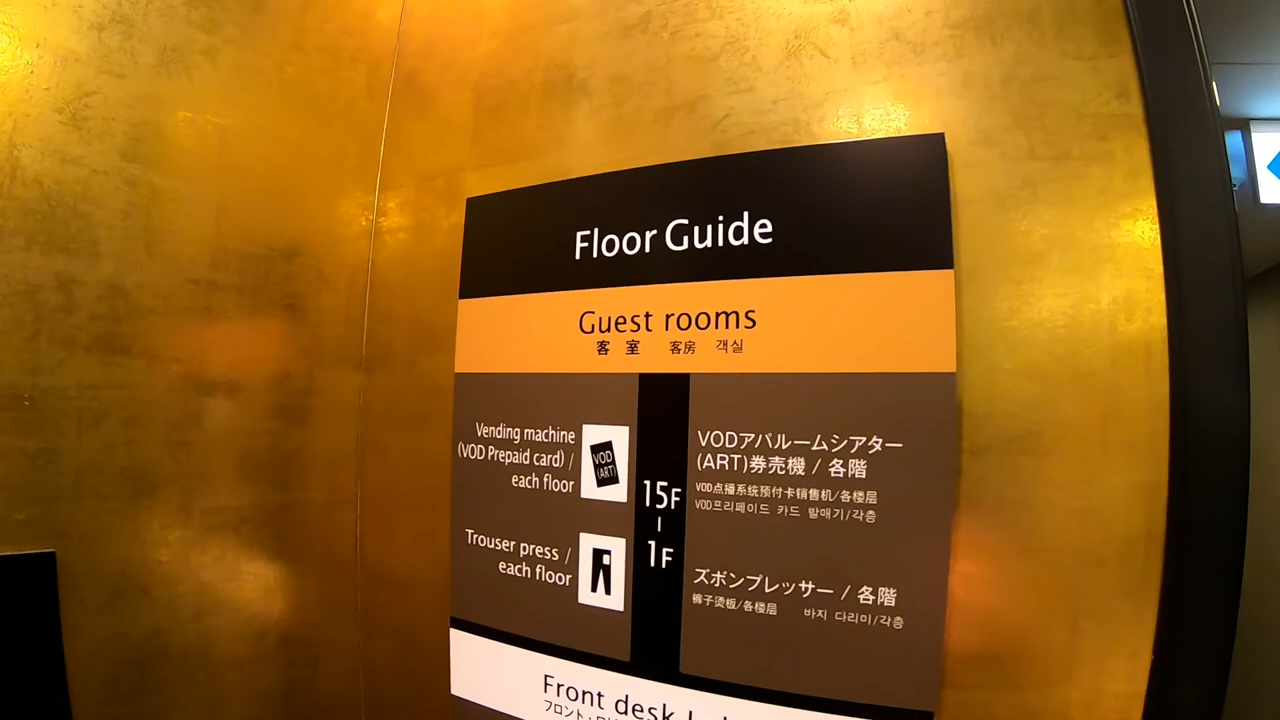 Floor Guide
Guest rooms
客室 客房 객실
Vending machine
(VOD Prepaid card) /
each floor
VOD
(ART)
Trouser press /
each floor
15F
1F
VODアパルームシアター
(ART)券売機 / 各階
VOD点播系统预付卡销售机/各楼层
VOD프리페이드 카드 발매기/각층
ズボンプレッサー / 各階
裤子烫板/各楼层 바지 다리미/각층
Front desk
フロント・